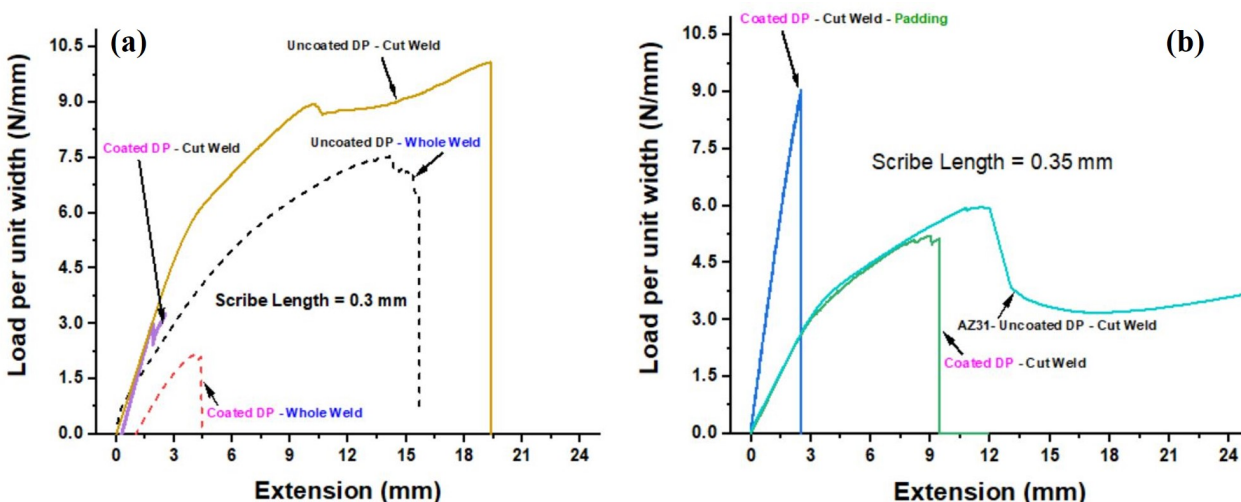 (a)
Load per unit width (N/mm)
10.5
9.0
7.5
6.0
4.5
3.0
1.5
0.0
Uncoated DP - Cut Weld
Coated DP - Cut Weld
Uncoated DP - Whole Weld
Scribe Length = 0.3 mm
Coated DP - Whole Weld
0 3 6 9 12 15 18 21 24
Extension (mm)
(b)
Load per unit width (N/mm)
10.5
9.0
7.5
6.0
4.5
3.0
1.5
0.0
Coated DP - Cut Weld - Padding
Scribe Length = 0.35 mm
AZ31- Uncoated DP - Cut Weld
Coated DP - Cut Weld
0 3 6 9 12 15 18 21 24
Extension (mm)